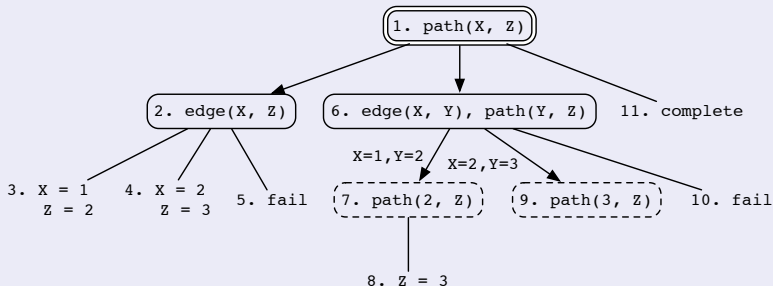 1. path(X, Z)
2. edge(X, Z)
6. edge(X, Y), path(Y, Z)
11. complete
X=1,Y=2
X=2,Y=3
3. X = 1
Z = 2
4. X = 2
Z = 3
5. fail
7. path(2, Z)
9. path(3, Z)
10. fail
8. Z = 3